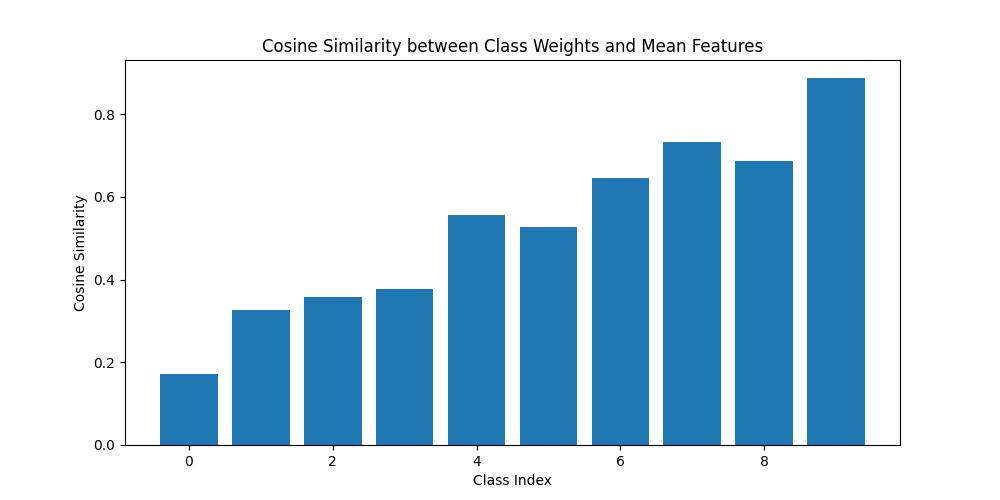 Cosine Similarity between Class Weights and Mean Features
0.8
0.6
0.4
0.2
0.0
Cosine Similarity
0 2 4 6 8
Class Index